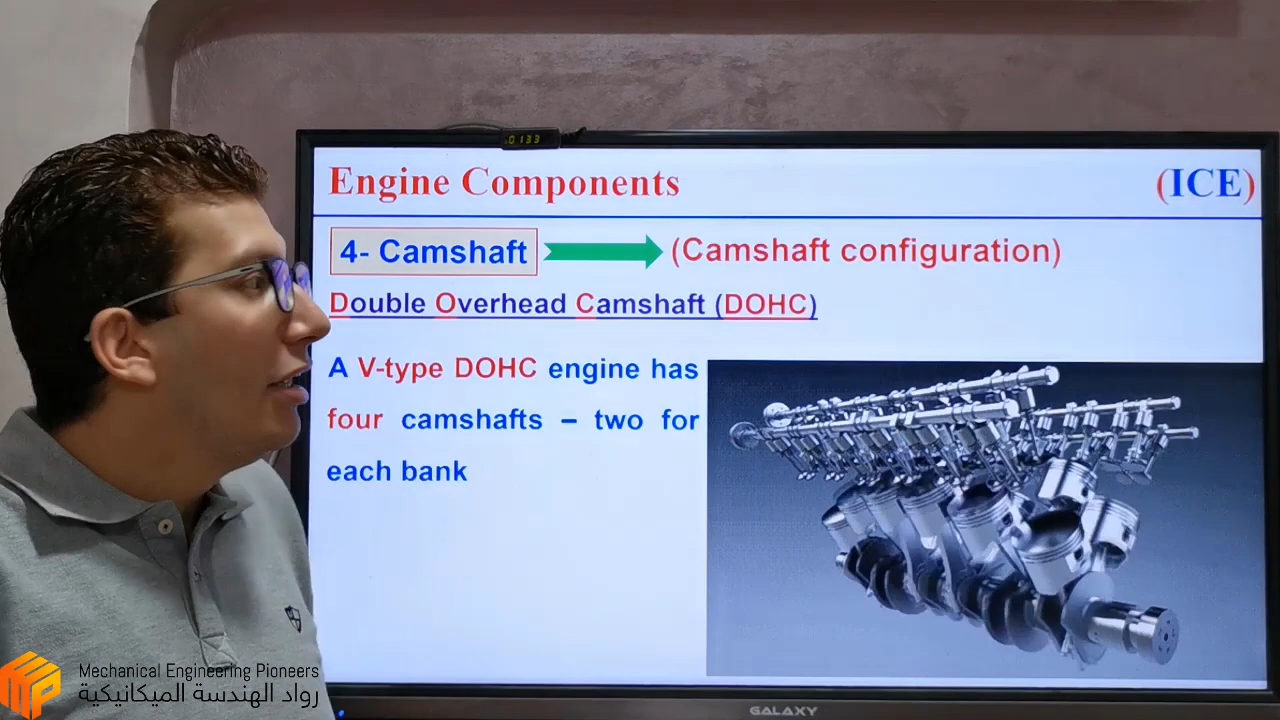 0133
Engine Components
(ICE)
4- Camshaft
(Camshaft configuration)
Double Overhead Camshaft (DOHC)
A V-type DOHC engine has
four camshafts – two for
each bank
Mechanical Engineering Pioneers
رواد الهندسة الميكانيكية
GALAXY